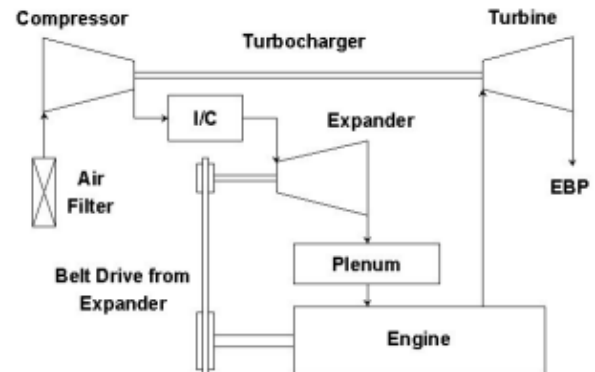 Compressor
Turbine
Turbocharger
I/C
Expander
Air
Filter
EBP
Plenum
Belt Drive from
Expander
Engine